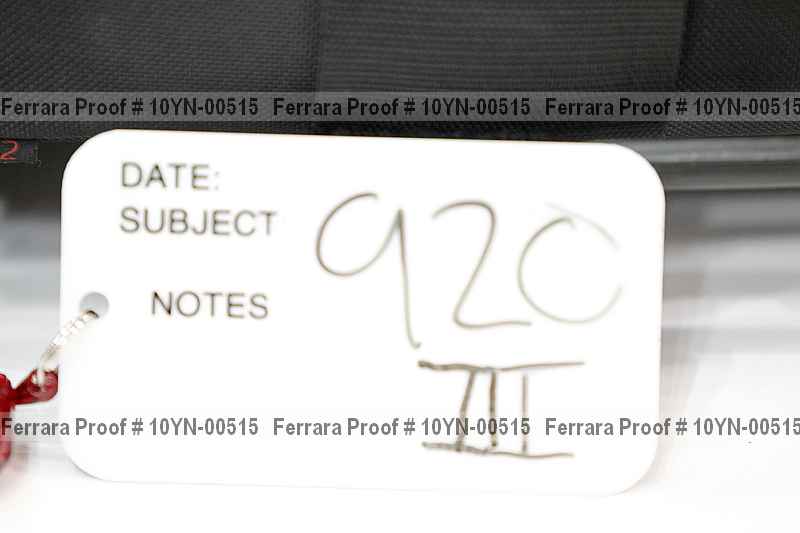 Ferrara Proof # 10YN-00515 Ferrara Proof # 10YN-00515 Ferrara Proof # 10YN-00515
2
DATE:
SUBJECT 920
NOTES
III
Ferrara Proof # 10YN-00515 Ferrara Proof # 10YN-00515 Ferrara Proof # 10YN-00515